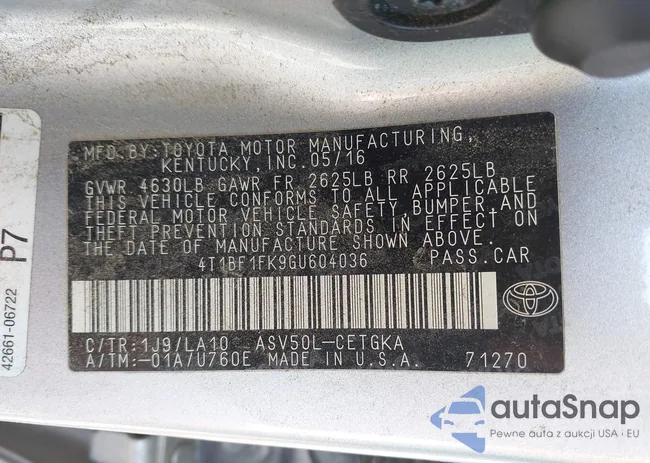 MFD.BY:TOYOTA MOTOR MANUFACTURING,
KENTUCKY,INC.05/16
GVWR 4630LB GAWR FR 2625LB RR 2625LB
THIS VEHICLE CONFORMS TO ALL APPLICABLE
FEDERAL MOTOR VEHICLE SAFETY,BUMPER,AND
THEFT PREVENTION STANDARDS IN EFFECT ON
THE DATE OF MANUFACTURE SHOWN ABOVE.
4T1BF1FK9GU604036 PASS.CAR
C/TR:1J9/LA10 ASV50L-CETGKA
A/TM:-01A/U760E MADE IN U.S.A. 71270
P7
42661-06722
autaSnap
Pewne auta z aukcji USA i EU